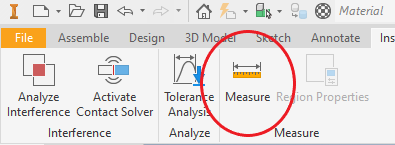 Material
File Assemble Design 3D Model Sketch Annotate Ins
Analyze Interference
Activate Contact Solver
Tolerance Analysis
Measure
Region Properties
Interference Analyze Measure